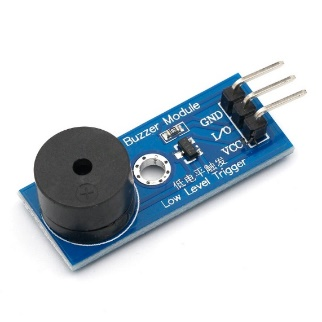 Buzzer Module
GND
I/O
VCC
低电平触发
Low Level Trigger
+